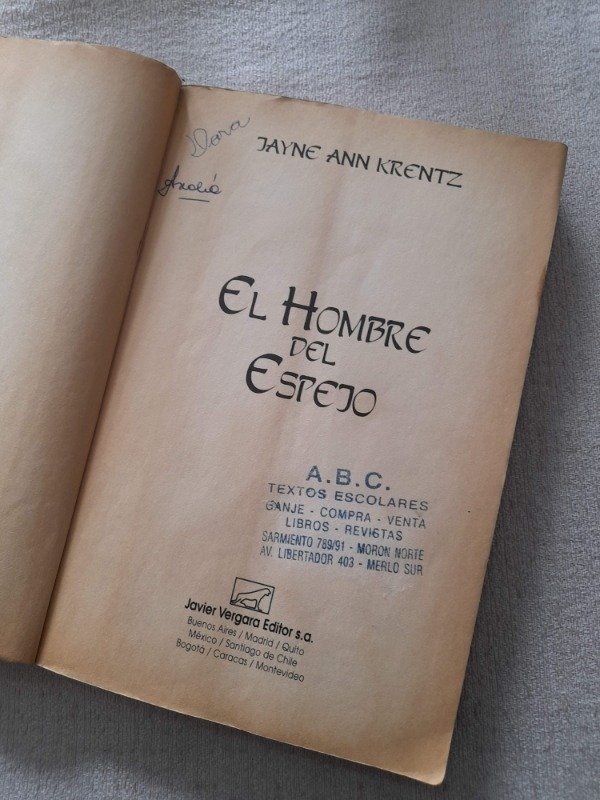 JAYNE ANN KRENTZ
EL HOMBRE
DEL
ESPEJO
A.B.C.
TEXTOS ESCOLARES
CANJE - COMPRA - VENTA
LIBROS - REVISTAS
SARMIENTO 789/91 - MORON NORTE
AV. LIBERTADOR 403 - MERLO SUR
Javier Vergara Editor s.a.
Buenos Aires / Madrid / Quito
México / Santiago de Chile
Bogotá / Caracas / Montevideo